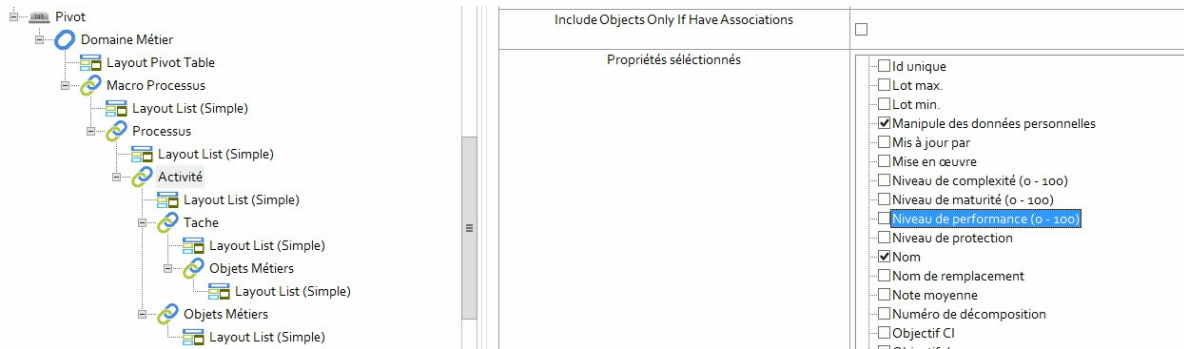 Pivot
Domaine Métier
Layout Pivot Table
Macro Processus
Layout List (Simple)
Processus
Layout List (Simple)
Activité
Layout List (Simple)
Tache
Layout List (Simple)
Objets Métiers
Layout List (Simple)
Objets Métiers
Layout List (Simple)
Include Objects Only If Have Associations
Propriétés séléctionnés
Id unique
Lot max.
Lot min.
Manipule des données personnelles
Mis à jour par
Mise en œuvre
Niveau de complexité (0 - 100)
Niveau de maturité (0 - 100)
Niveau de performance (0 - 100)
Niveau de protection
Nom
Nom de remplacement
Note moyenne
Numéro de décomposition
Objectif CI